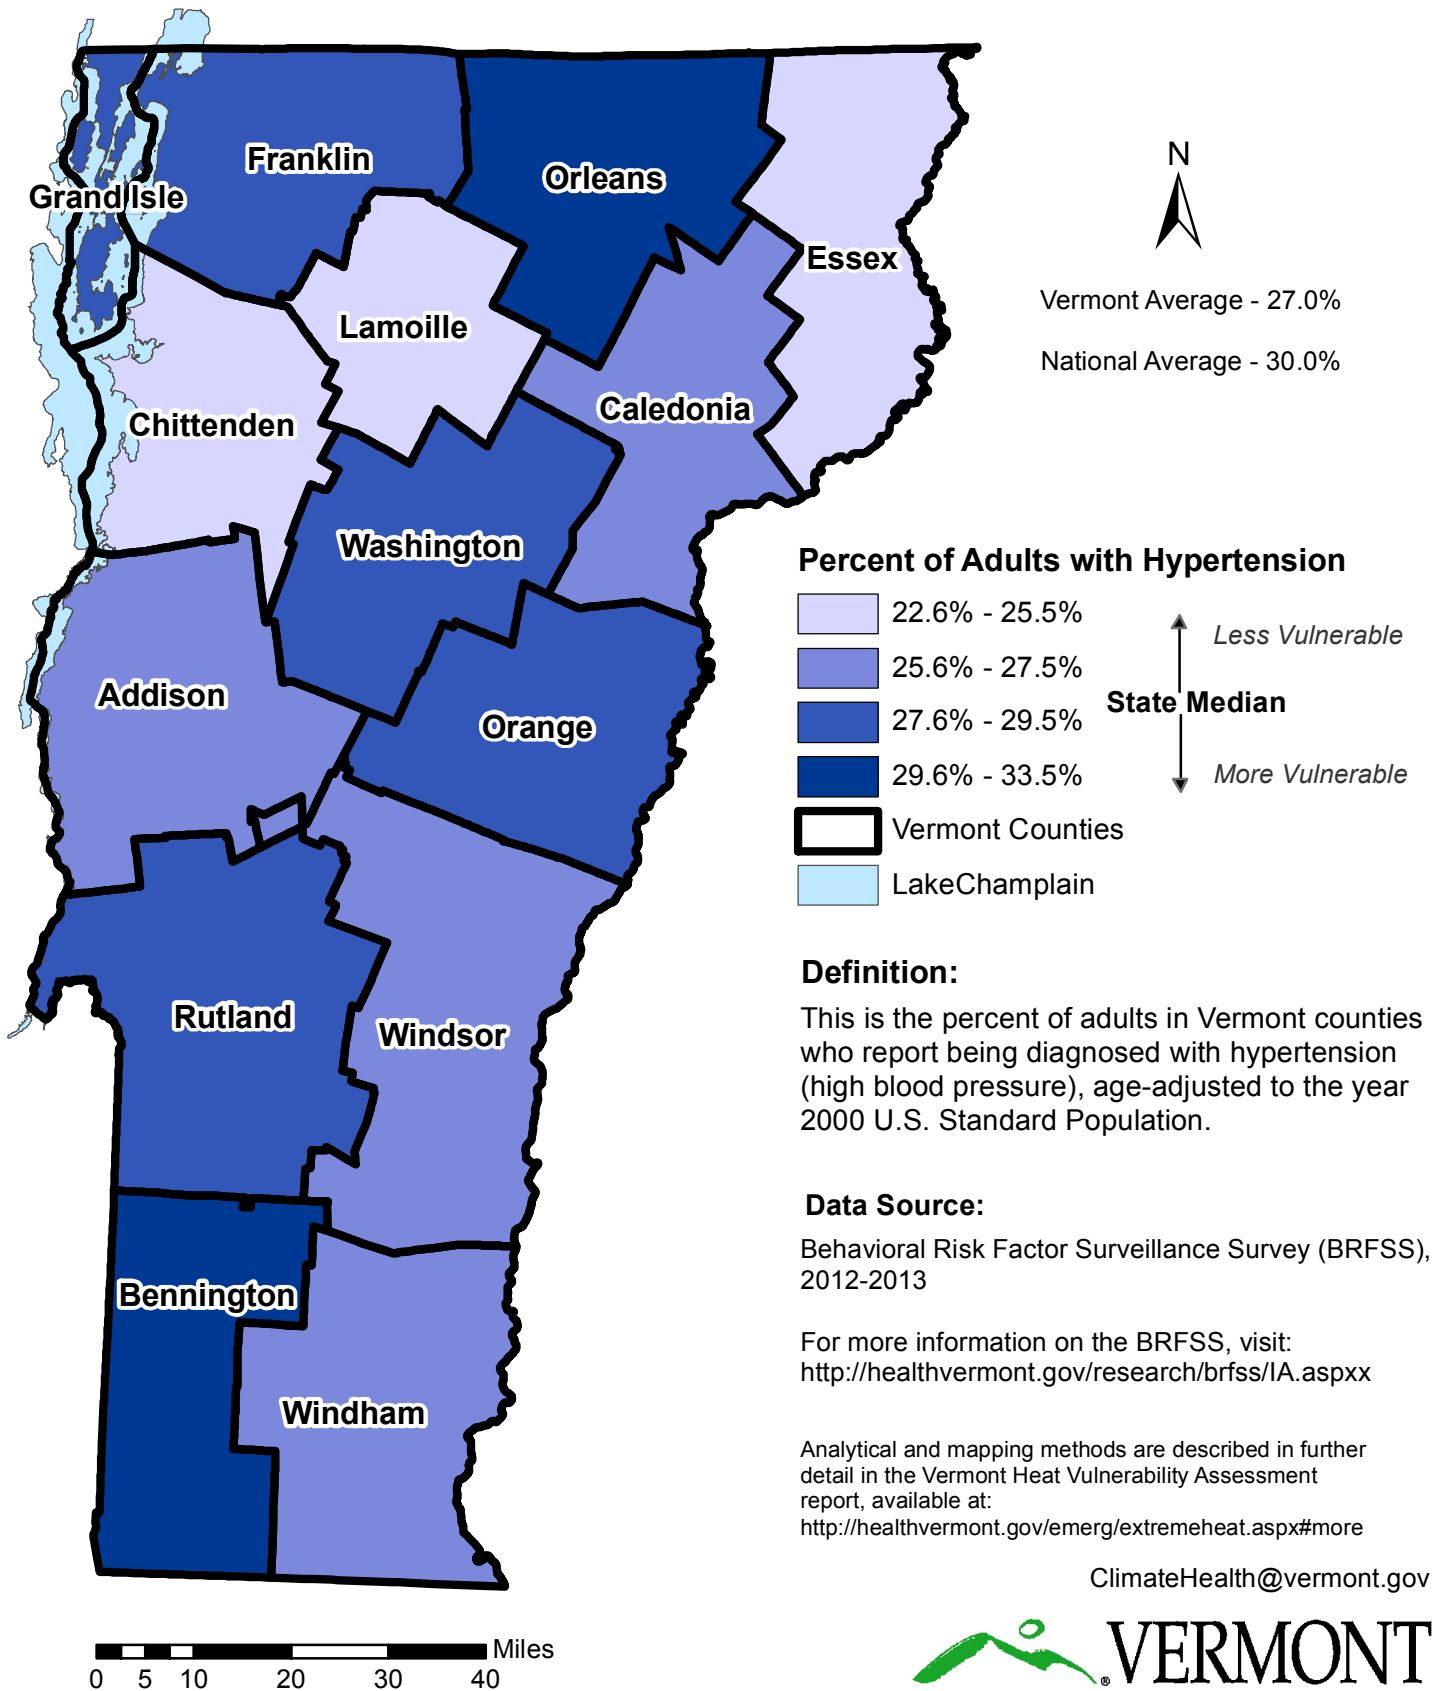 Franklin
Orleans
Grand Isle
Essex
Lamoille
Chittenden
Caledonia
Washington
Addison
Orange
Rutland
Windsor
Bennington
Windham
N
Vermont Average - 27.0%
National Average - 30.0%
Percent of Adults with Hypertension
22.6% - 25.5%
25.6% - 27.5%
27.6% - 29.5%
29.6% - 33.5%
Less Vulnerable
State Median
More Vulnerable
Vermont Counties
LakeChamplain
Definition:
This is the percent of adults in Vermont counties
who report being diagnosed with hypertension
(high blood pressure), age-adjusted to the year
2000 U.S. Standard Population.
Data Source:
Behavioral Risk Factor Surveillance Survey (BRFSS),
2012-2013
For more information on the BRFSS, visit:
http://healthvermont.gov/research/brfss/IA.aspxx
Analytical and mapping methods are described in further
detail in the Vermont Heat Vulnerability Assessment
report, available at:
http://healthvermont.gov/emerg/extremeheat.aspx#more
ClimateHealth@vermont.gov
Miles
0 5 10 20 30 40
® VERMONT